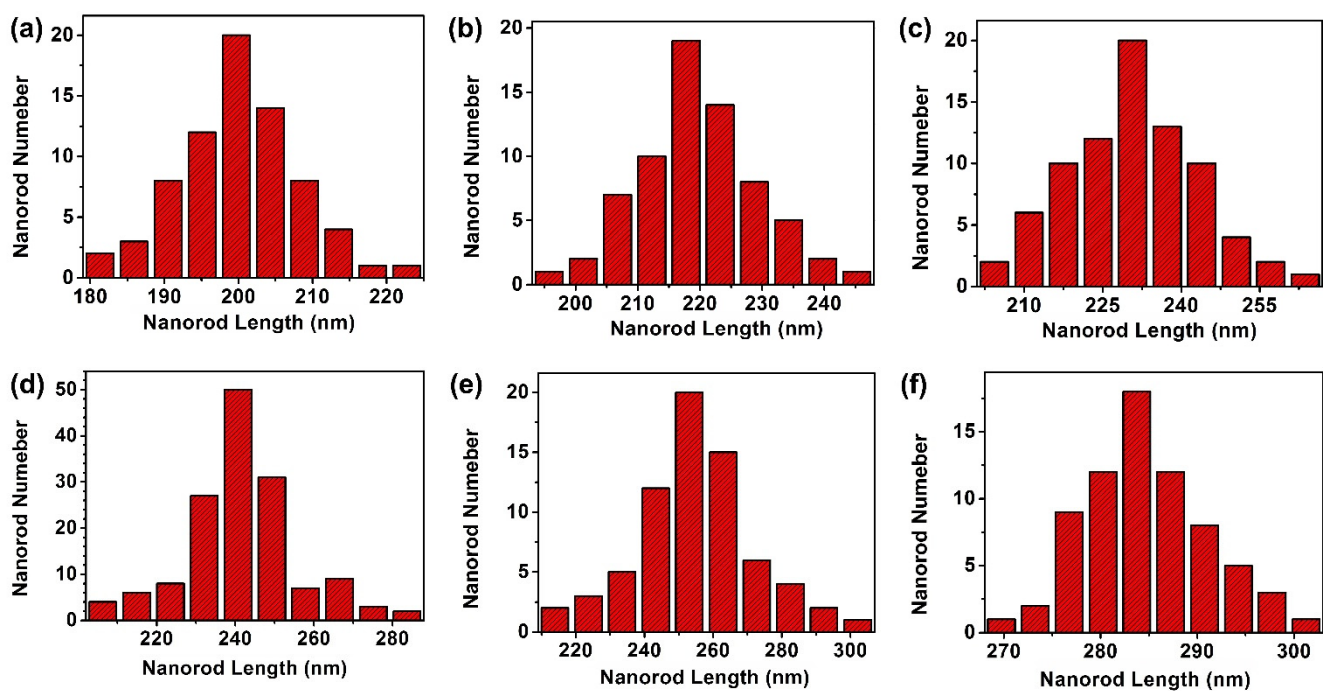 (a)
Nanorod Numeber
20
15
10
5
0
180 190 200 210 220
Nanorod Length (nm)
(b)
Nanorod Numeber
20
15
10
5
0
200 210 220 230 240
Nanorod Length (nm)
(c)
Nanorod Numeber
20
15
10
5
0
210 225 240 255
Nanorod Length (nm)
(d)
Nanorod Numeber
50
40
30
20
10
0
220 240 260 280
Nanorod Length (nm)
(e)
Nanorod Numeber
20
15
10
5
0
220 240 260 280 300
Nanorod Length (nm)
(f)
Nanorod Numeber
15
10
5
0
270 280 290 300
Nanorod Length (nm)